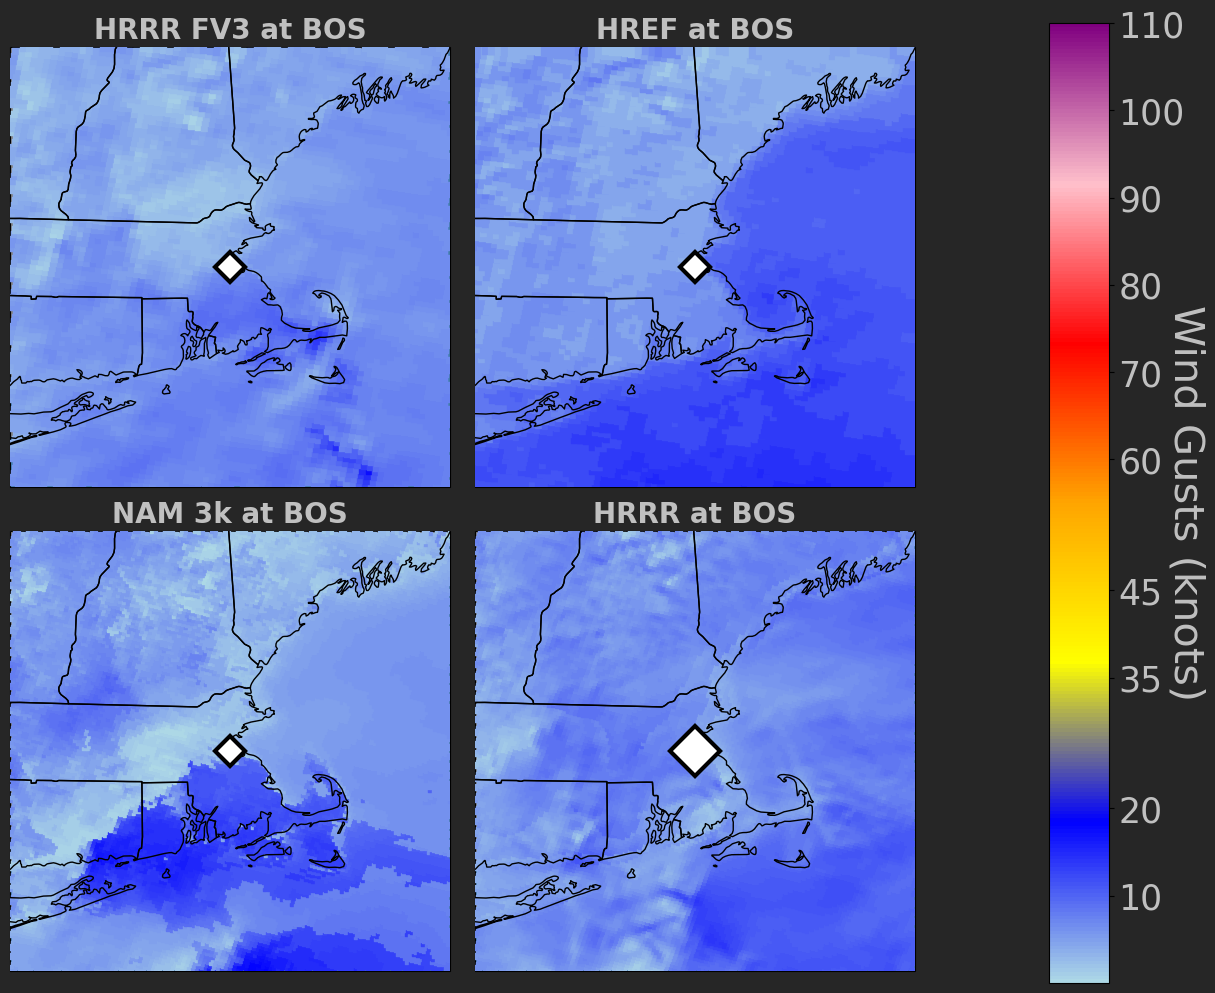 HRRR FV3 at BOS
HREF at BOS
NAM 3k at BOS
HRRR at BOS
110
100
90
80
70
60
45
35
20
10
Wind Gusts (knots)